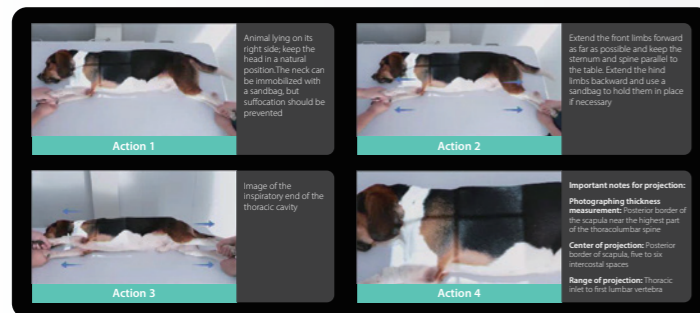 Animal lying on its
right side; keep the
head in a natural
position.The neck can
be immobilized with
a sandbag, but
suffocation should be
prevented
Action 1
Extend the front limbs forward
as far as possible and keep the
sternum and spine parallel to
the table. Extend the hind
limbs backward and use a
sandbag to hold them in place
if necessary
Action 2
Image of the
inspiratory end of the
thoracic cavity
Action 3
Important notes for projection:
Photographing thickness
measurement: Posterior border of
the scapula near the highest part
of the thoracolumbar spine
Center of projection: Posterior
border of scapula, five to six
intercostal spaces
Range of projection: Thoracic
inlet to first lumbar vertebra
Action 4